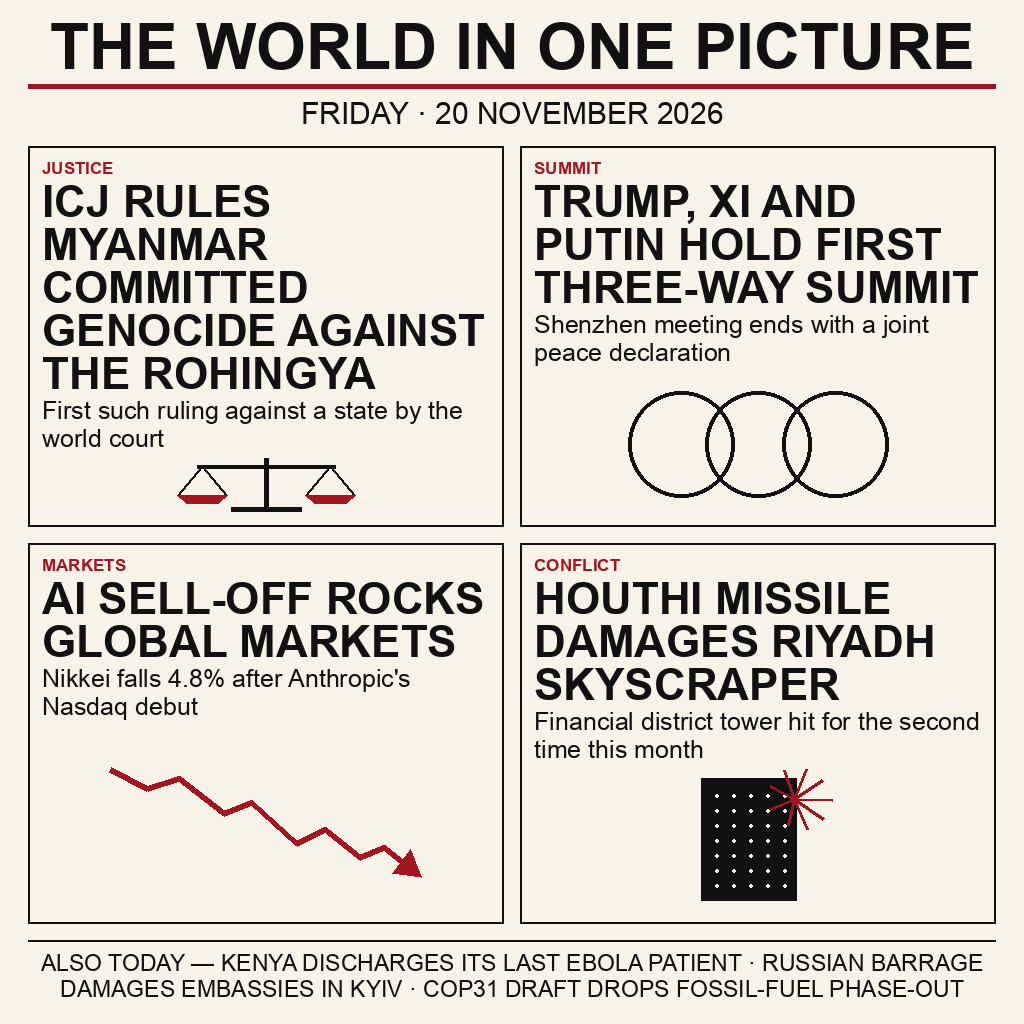 THE WORLD IN ONE PICTURE
FRIDAY · 20 NOVEMBER 2026
JUSTICE
ICJ RULES
MYANMAR
COMMITTED
GENOCIDE AGAINST
THE ROHINGYA
First such ruling against a state by the
world court
SUMMIT
TRUMP, XI AND
PUTIN HOLD FIRST
THREE-WAY SUMMIT
Shenzhen meeting ends with a joint
peace declaration
MARKETS
AI SELL-OFF ROCKS
GLOBAL MARKETS
Nikkei falls 4.8% after Anthropic's
Nasdaq debut
CONFLICT
HOUTHI MISSILE
DAMAGES RIYADH
SKYSCRAPER
Financial district tower hit for the second
time this month
ALSO TODAY — KENYA DISCHARGES ITS LAST EBOLA PATIENT · RUSSIAN BARRAGE
DAMAGES EMBASSIES IN KYIV · COP31 DRAFT DROPS FOSSIL-FUEL PHASE-OUT